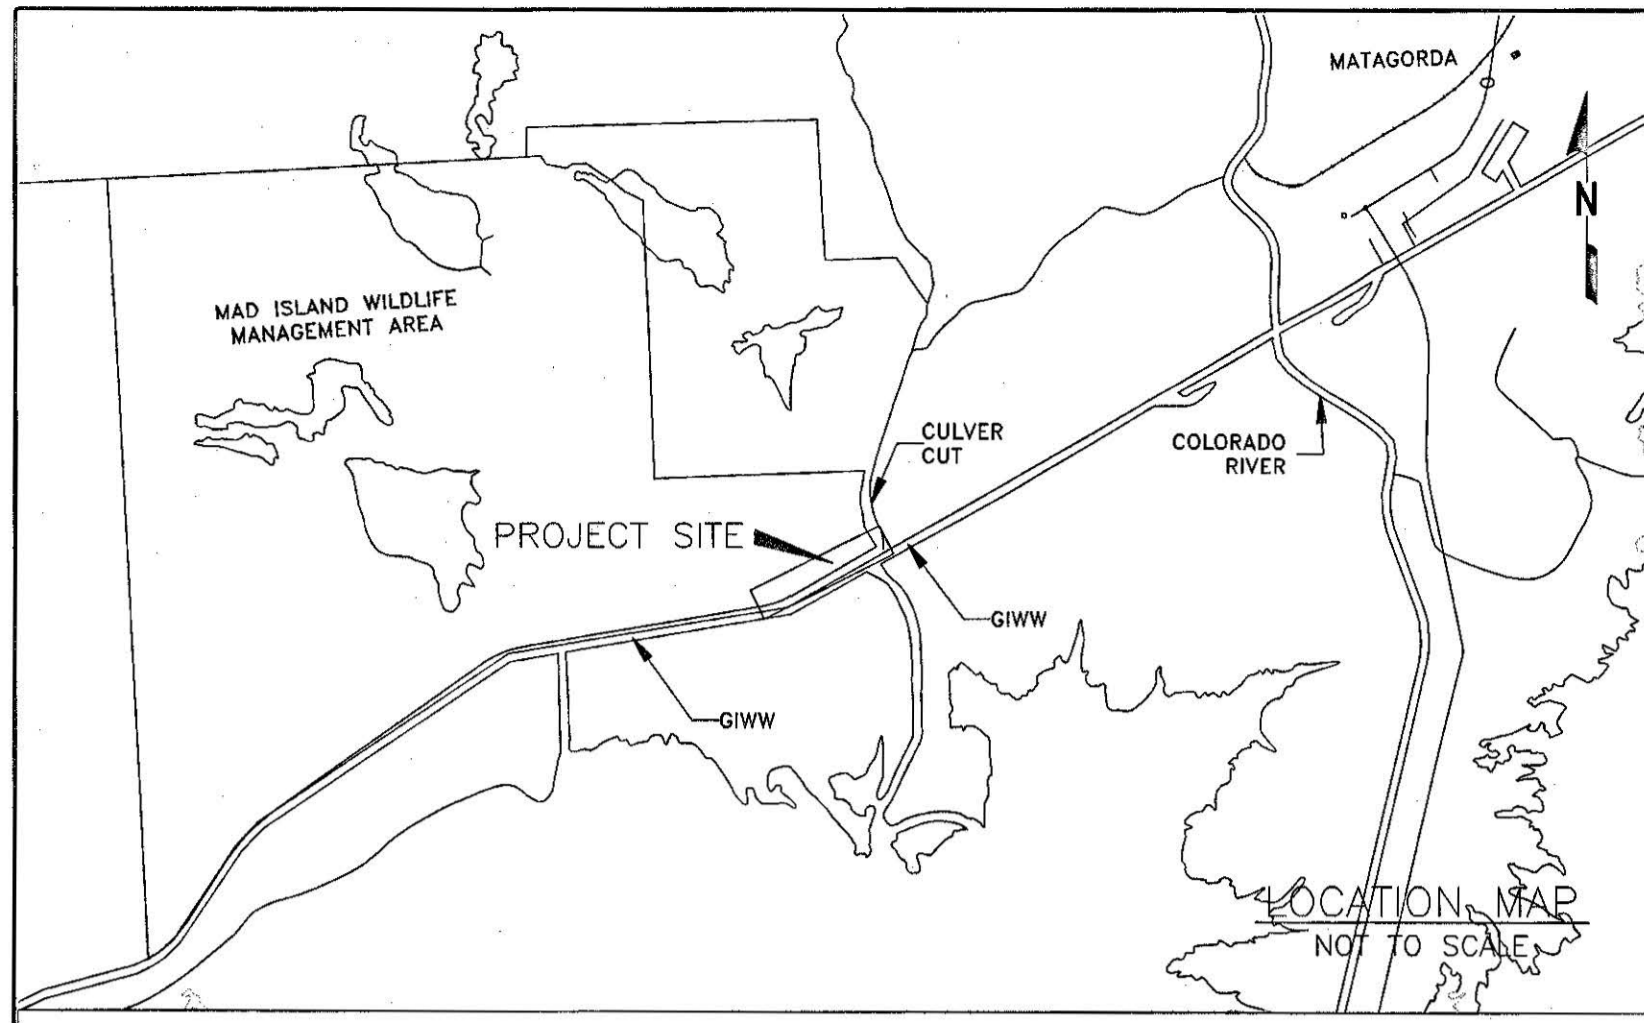 MATAGORDA
N
MAD ISLAND WILDLIFE
MANAGEMENT AREA
CULVER
CUT
COLORADO
RIVER
PROJECT SITE
GIWW
GIWW
LOCATION MAP
NOT TO SCALE